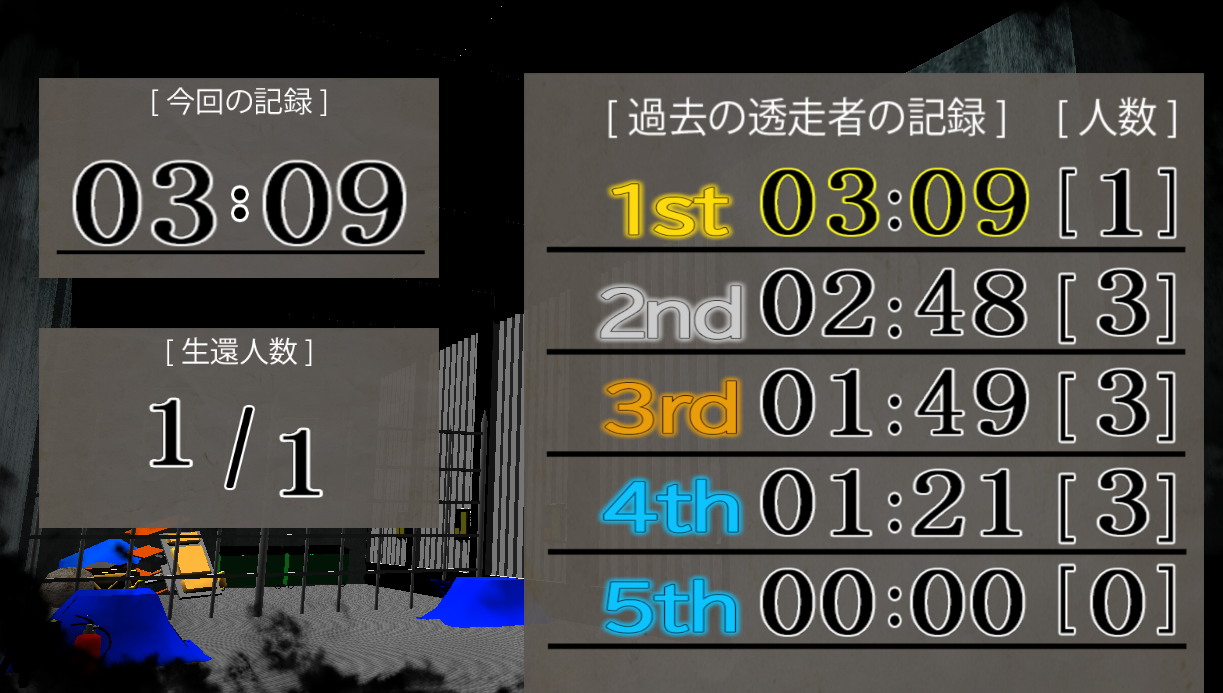 [ 今回の記録 ]
03:09
[ 生還人数 ]
1 / 1
[ 過去の透走者の記録 ] [ 人数 ]
1st 03:09 [ 1 ]
2nd 02:48 [ 3 ]
3rd 01:49 [ 3 ]
4th 01:21 [ 3 ]
5th 00:00 [ 0 ]